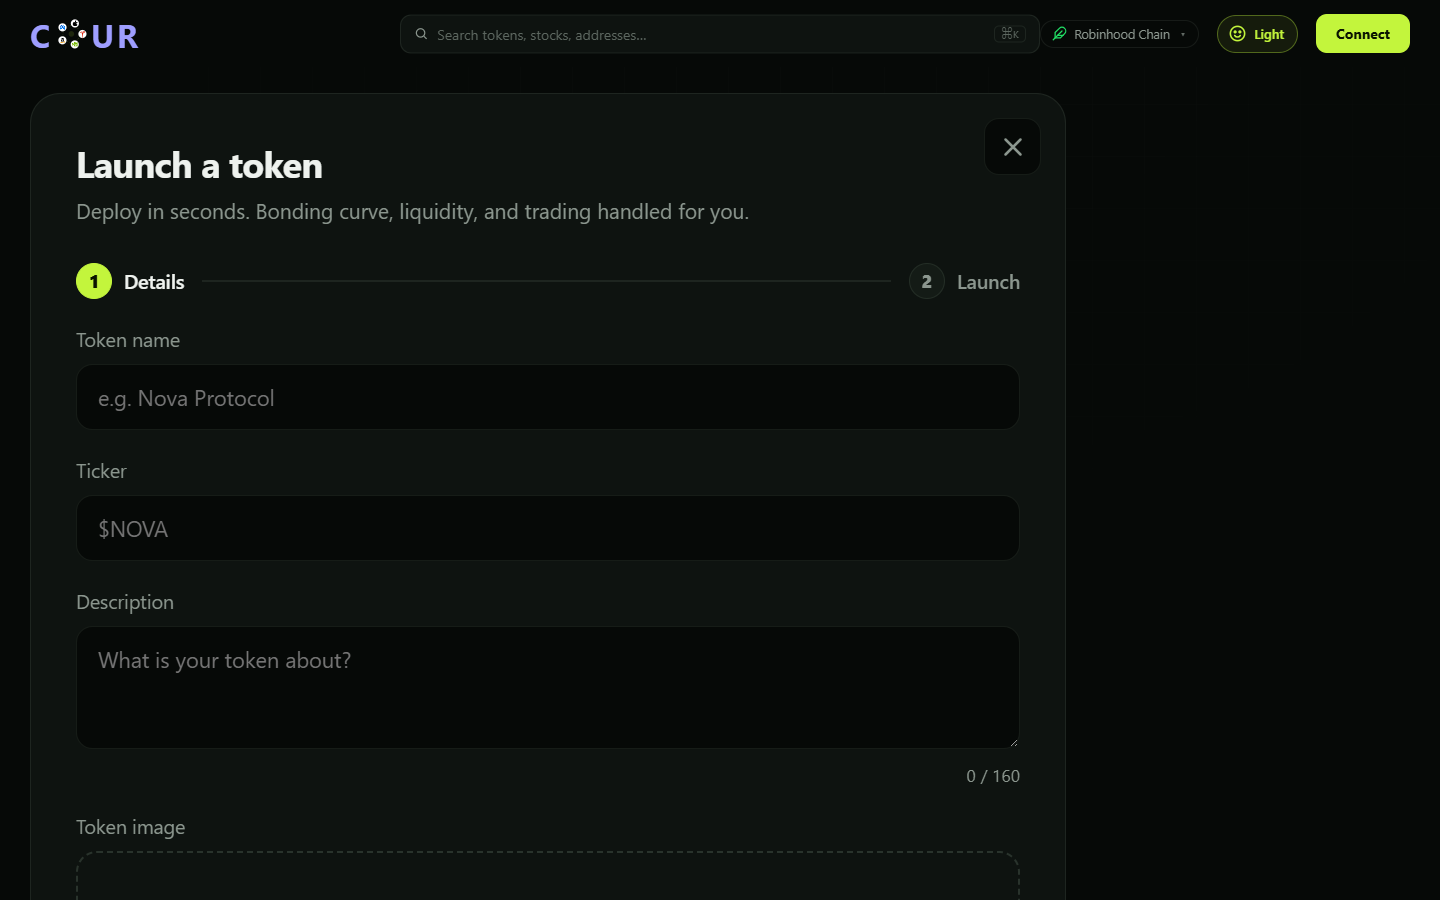 C UR
Search tokens, stocks, addresses...
⌘K
Robinhood Chain
Light
Connect
Launch a token
Deploy in seconds. Bonding curve, liquidity, and trading handled for you.
1 Details
2 Launch
Token name
e.g. Nova Protocol
Ticker
$NOVA
Description
What is your token about?
0 / 160
Token image